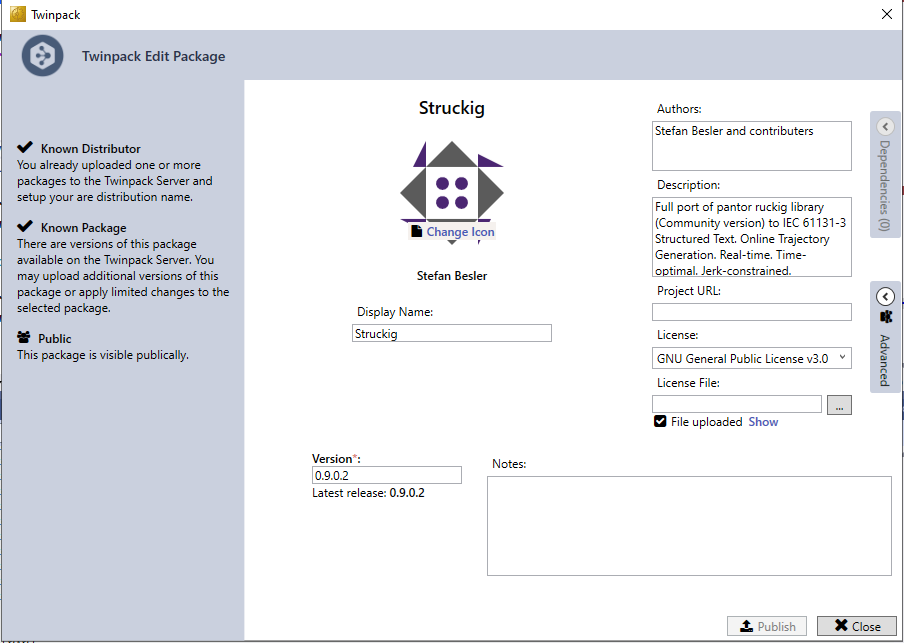 Twinpack
Twinpack Edit Package
Known Distributor
You already uploaded one or more
packages to the Twinpack Server and
setup your are distribution name.
Known Package
There are versions of this package
available on the Twinpack Server. You
may upload additional versions of this
package or apply limited changes to the
selected package.
Public
This package is visible publically.
Struckig
Change Icon
Stefan Besler
Display Name:
Struckig
Authors:
Stefan Besler and contributers
Description:
Full port of pantor ruckig library
(Community version) to IEC 61131-3
Structured Text. Online Trajectory
Generation. Real-time. Time-
optimal. Jerk-constrained.
Project URL:
License:
GNU General Public License v3.0
License File:
...
File uploaded Show
Dependencies (0)
Advanced
Version*:
0.9.0.2
Latest release: 0.9.0.2
Notes:
Publish
Close